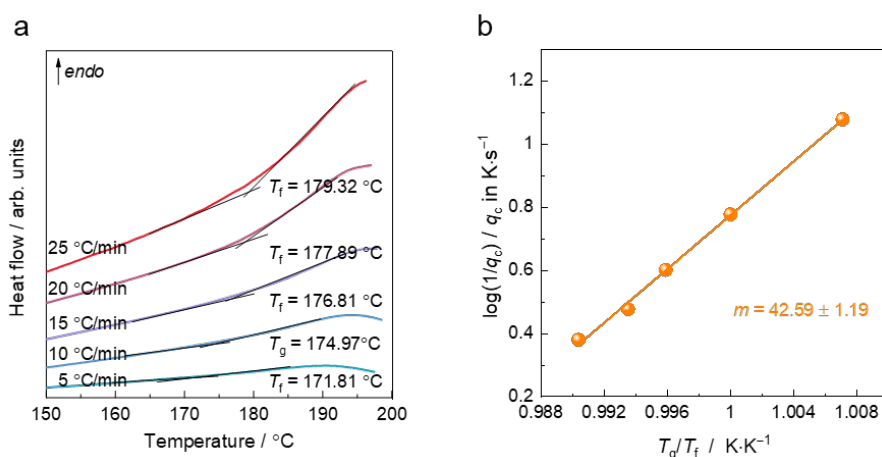 a
endo
Heat flow / arb. units
25 °C/min
Tf = 179.32 °C
20 °C/min
Tf = 177.89 °C
15 °C/min
Tf = 176.81 °C
10 °C/min
Tg = 174.97°C
5 °C/min
Tf = 171.81 °C
150 160 170 180 190 200
Temperature / °C
b
log(1/qc) / qc in K·s⁻¹
1.2
1
0.8
0.6
0.4
0.2
m = 42.59 ± 1.19
0.988 0.992 0.996 1 1.004 1.008
Tg/Tf / K·K⁻¹